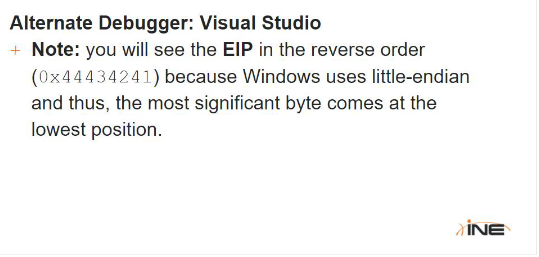 Alternate Debugger: Visual Studio
+ Note: you will see the EIP in the reverse order
(0x44434241) because Windows uses little-endian
and thus, the most significant byte comes at the
lowest position.
INE